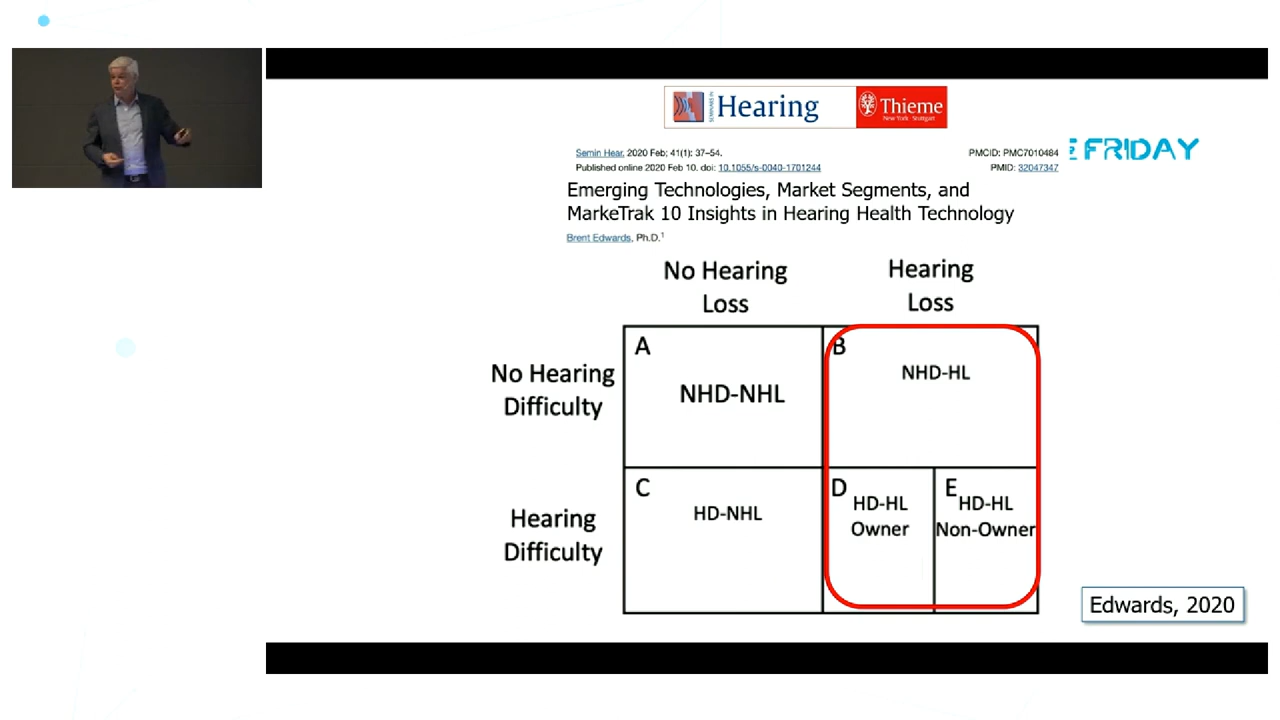 SEMINARS IN
Hearing
Thieme
New York · Stuttgart
Semin Hear, 2020 Feb; 41(1): 37–54.
PMCID: PMC7010484
Published online 2020 Feb 10. doi: 10.1055/s-0040-1701244
PMID: 32047347
FRIDAY
Emerging Technologies, Market Segments, and
MarkeTrak 10 Insights in Hearing Health Technology
Brent Edwards, Ph.D.1
No Hearing
Loss
Hearing
Loss
No Hearing
Difficulty
A
NHD-NHL
B
NHD-HL
Hearing
Difficulty
C
HD-NHL
D
HD-HL
Owner
E
HD-HL
Non-Owner
Edwards, 2020